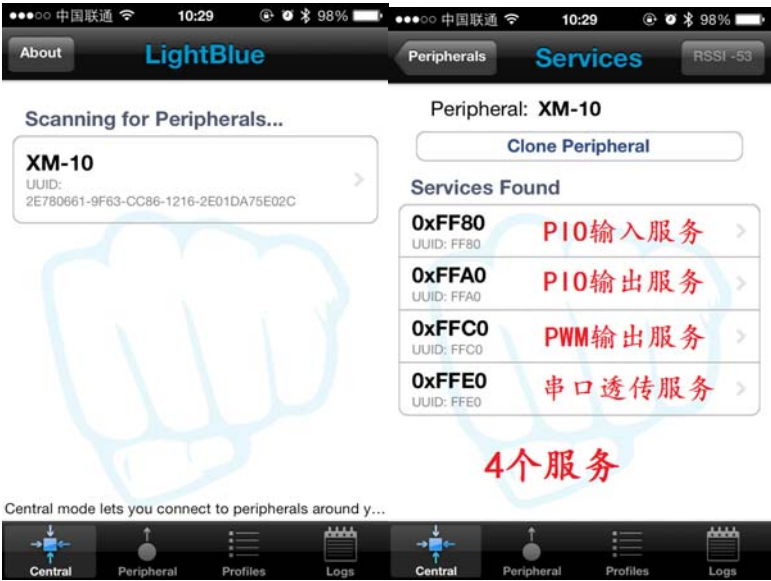 中国联通 10:29 98%
About LightBlue
Scanning for Peripherals...
XM-10
UUID:
2E780661-9F63-CC86-1216-2E01DA75E02C
Central mode lets you connect to peripherals around y...
Central Peripheral Profiles Logs
中国联通 10:29 98%
Peripherals Services RSSI -53
Peripheral: XM-10
Clone Peripheral
Services Found
0xFF80 PIO输入服务
UUID: FF80
0xFFA0 PIO输出服务
UUID: FFA0
0xFFC0 PWM输出服务
UUID: FFC0
0xFFE0 串口透传服务
UUID: FFE0
4个服务
Central Peripheral Profiles Logs